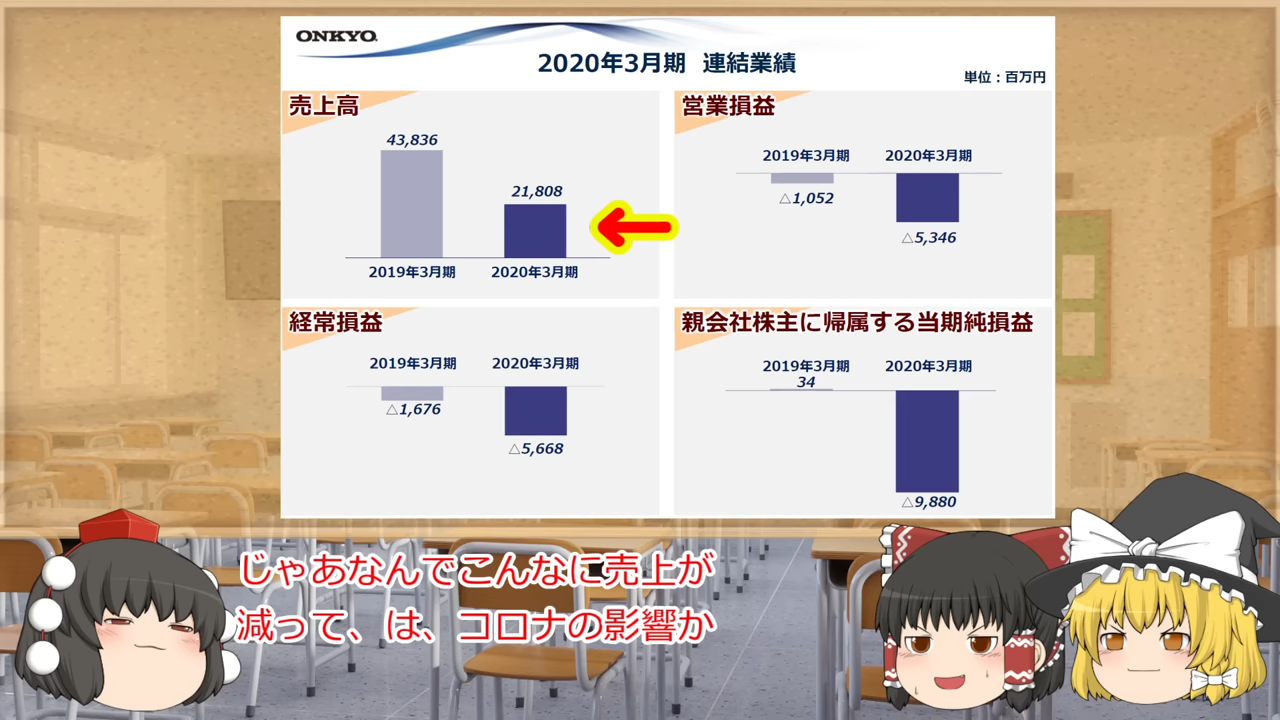 ONKYO
2020年3月期 連結業績
単位：百万円
売上高
43,836
21,808
2019年3月期
2020年3月期
営業損益
2019年3月期
2020年3月期
△1,052
△5,346
経常損益
2019年3月期
2020年3月期
△1,676
△5,668
親会社株主に帰属する当期純損益
2019年3月期
2020年3月期
34
△9,880
じゃあなんでこんなに売上が
減って、は、コロナの影響か